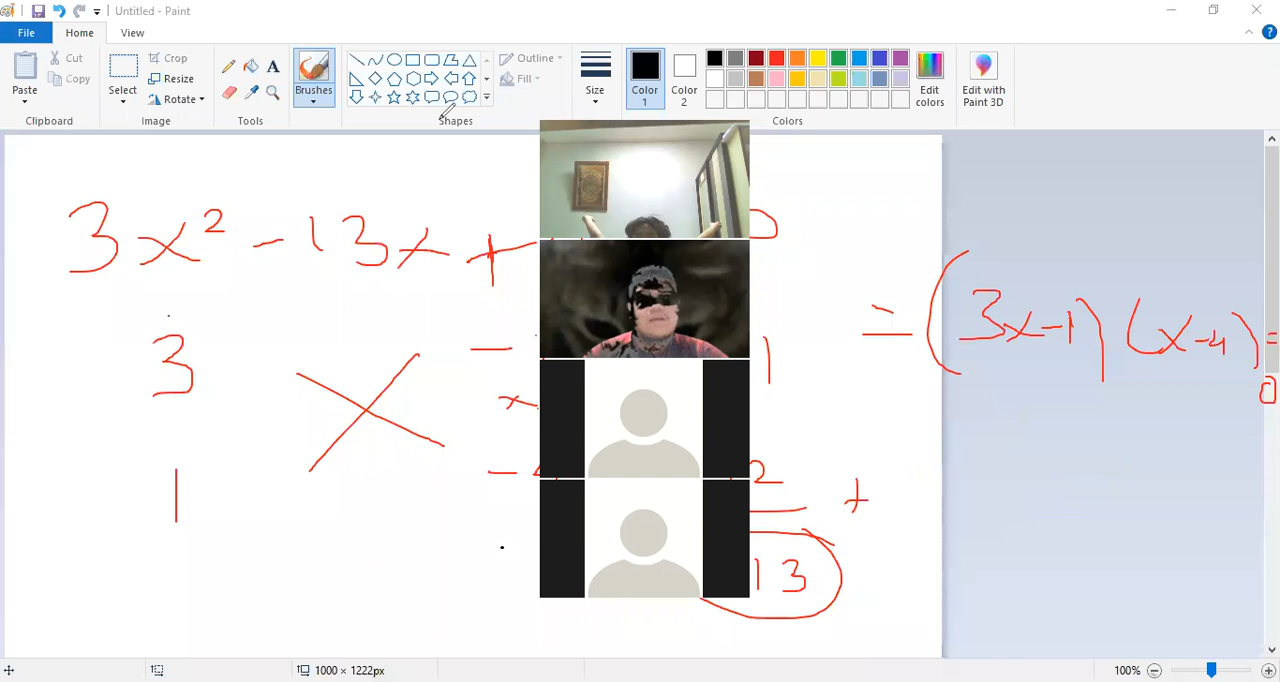 Untitled - Paint
File Home View
Paste
Cut
Copy
Clipboard
Select
Crop
Resize
Rotate
Image
A
Tools
Brushes
Shapes
Outline
Fill
Size
Color 1
Color 2
Colors
Edit colors
Edit with Paint 3D
3x² - 13x +
= (3x-1) (x-4) =
0
3
-
1
x
1
-
2
+
13
1000 × 1222px
100%